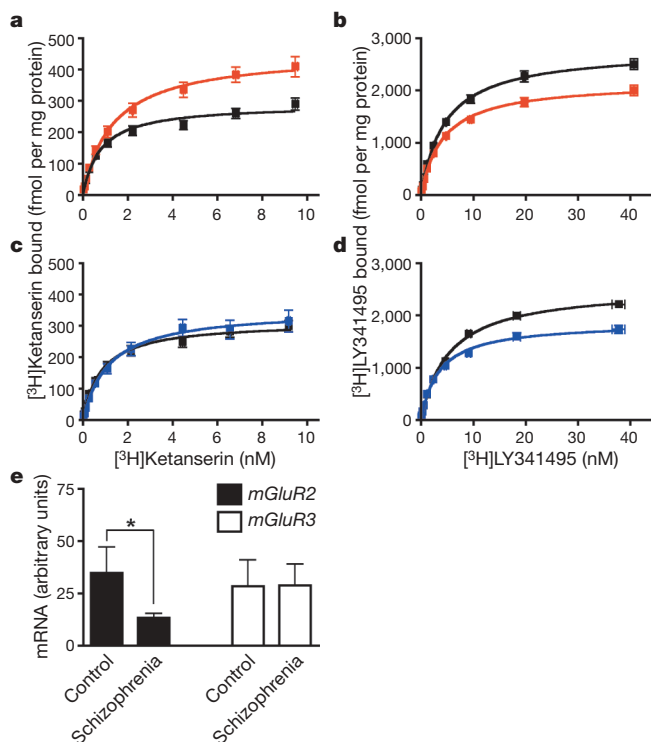 a
b
500
400
300
200
100
0
0 2 4 6 8 10
3,000
2,000
1,000
0
0 10 20 30 40
c
d
500
400
300
200
100
0
0 2 4 6 8 10
3,000
2,000
1,000
0
0 10 20 30 40
[³H]Ketanserin bound (fmol per mg protein)
[³H]LY341495 bound (fmol per mg protein)
[³H]Ketanserin (nM)
[³H]LY341495 (nM)
e
mRNA (arbitrary units)
75
50
25
0
*
mGluR2
mGluR3
Control
Schizophrenia
Control
Schizophrenia